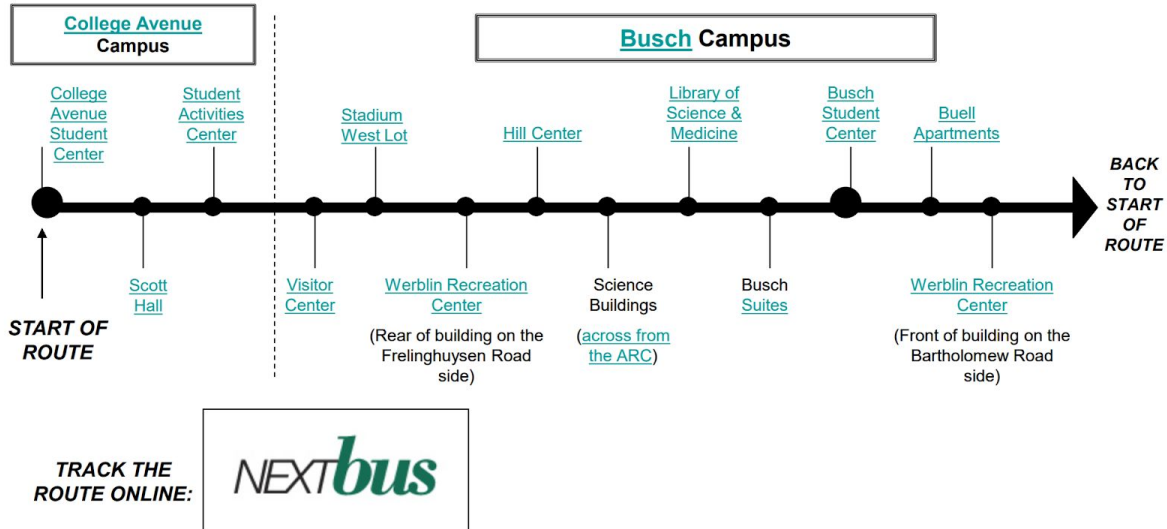 College Avenue
Campus
Busch Campus
College
Avenue
Student
Center
Student
Activities
Center
Stadium
West Lot
Hill Center
Library of
Science &
Medicine
Busch
Student
Center
Buell
Apartments
BACK
TO
START
OF
ROUTE
START OF
ROUTE
Scott
Hall
Visitor
Center
Werblin Recreation
Center
(Rear of building on the
Frelinghuysen Road
side)
Science
Buildings
(across from
the ARC)
Busch
Suites
Werblin Recreation
Center
(Front of building on the
Bartholomew Road
side)
TRACK THE
ROUTE ONLINE:
NEXTbus